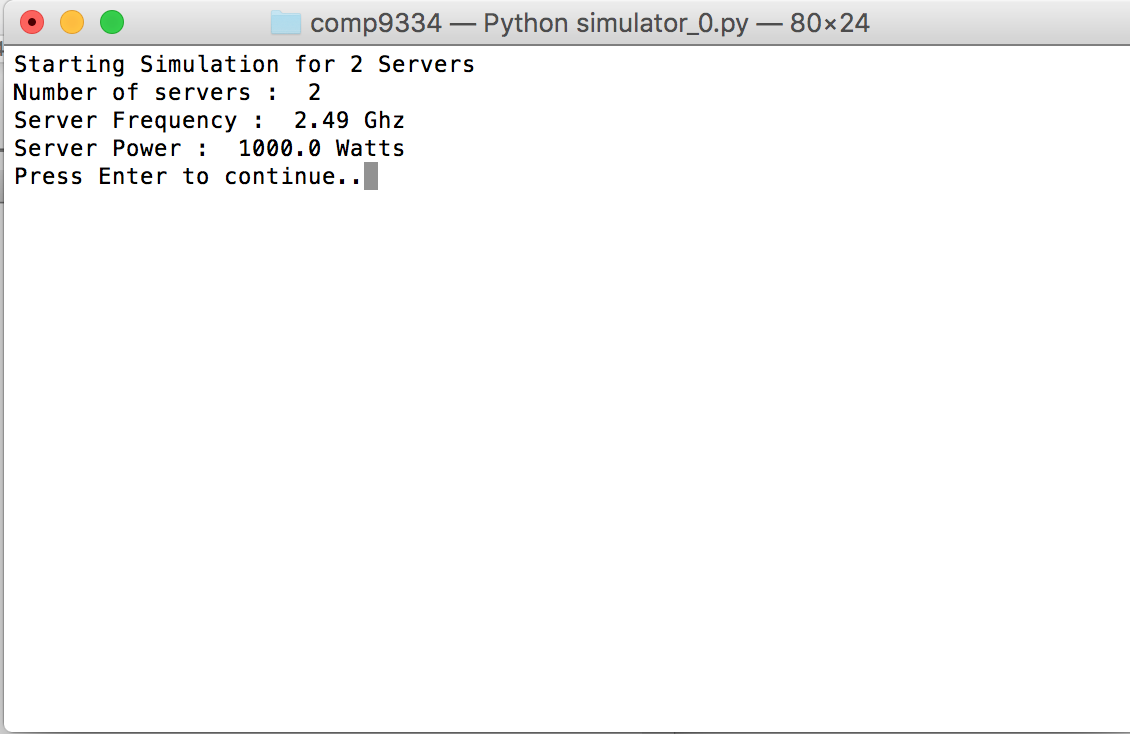 comp9334 — Python simulator_0.py — 80×24
Starting Simulation for 2 Servers
Number of servers :  2
Server Frequency :  2.49 Ghz
Server Power :  1000.0 Watts
Press Enter to continue..